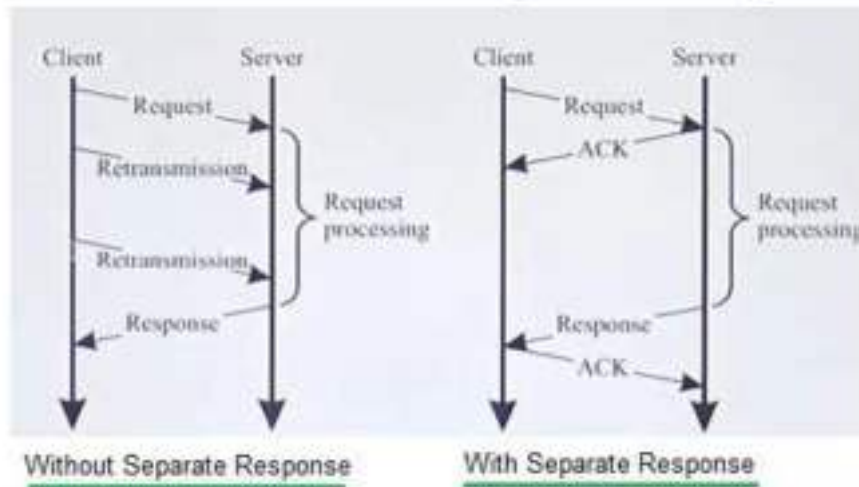 Client
Server
Request
Retransmission
Request
processing
Retransmission
Response
Without Separate Response
Client
Server
Request
ACK
Request
processing
Response
ACK
With Separate Response